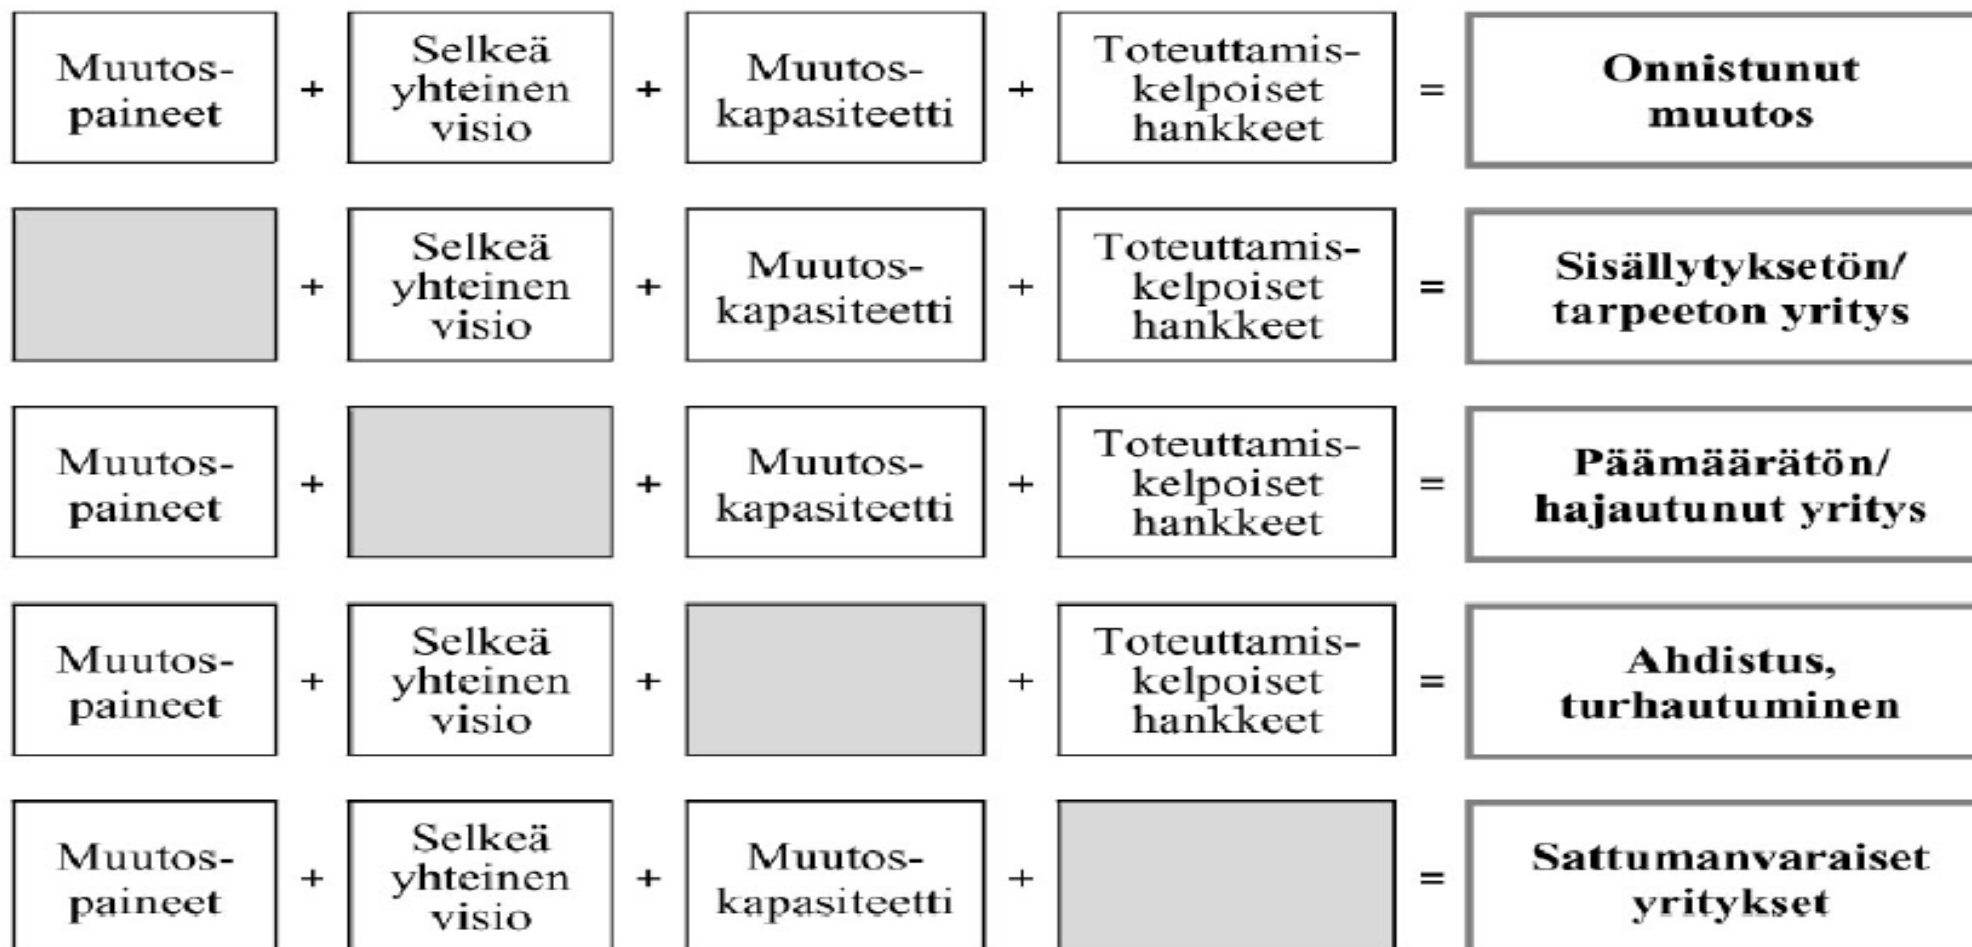 Muutos-
paineet
+
Selkeä
yhteinen
visio
+
Muutos-
kapasiteetti
+
Toteuttamis-
kelpoiset
hankkeet
=
Onnistunut
muutos
+
Selkeä
yhteinen
visio
+
Muutos-
kapasiteetti
+
Toteuttamis-
kelpoiset
hankkeet
=
Sisällytyksetön/
tarpeeton yritys
Muutos-
paineet
+
+
Muutos-
kapasiteetti
+
Toteuttamis-
kelpoiset
hankkeet
=
Päämäärätön/
hajautunut yritys
Muutos-
paineet
+
Selkeä
yhteinen
visio
+
+
Toteuttamis-
kelpoiset
hankkeet
=
Ahdistus,
turhautuminen
Muutos-
paineet
+
Selkeä
yhteinen
visio
+
Muutos-
kapasiteetti
+
=
Sattumanvaraiset
yritykset